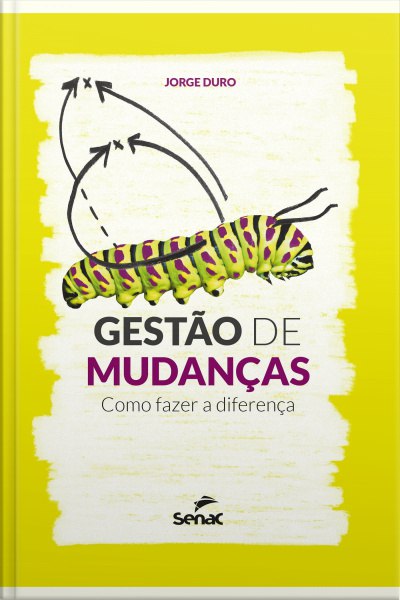 JORGE DURO
GESTÃO DE
MUDANÇAS
Como fazer a diferença
Senac